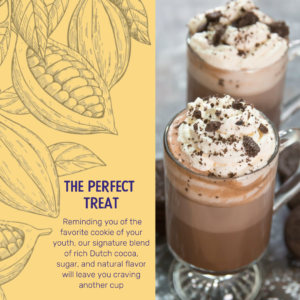 THE PERFECT
TREAT
Reminding you of the
favorite cookie of your
youth, our signature blend
of rich Dutch cocoa,
sugar, and natural flavor
will leave you craving
another cup